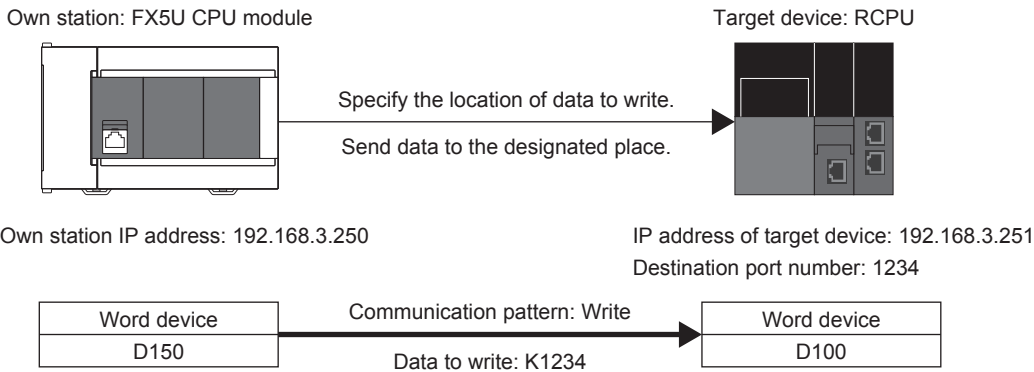 Own station: FX5U CPU module
Target device: RCPU
Specify the location of data to write.
Send data to the designated place.
Own station IP address: 192.168.3.250
IP address of target device: 192.168.3.251
Destination port number: 1234
Word device
Communication pattern: Write
Word device
D150
Data to write: K1234
D100